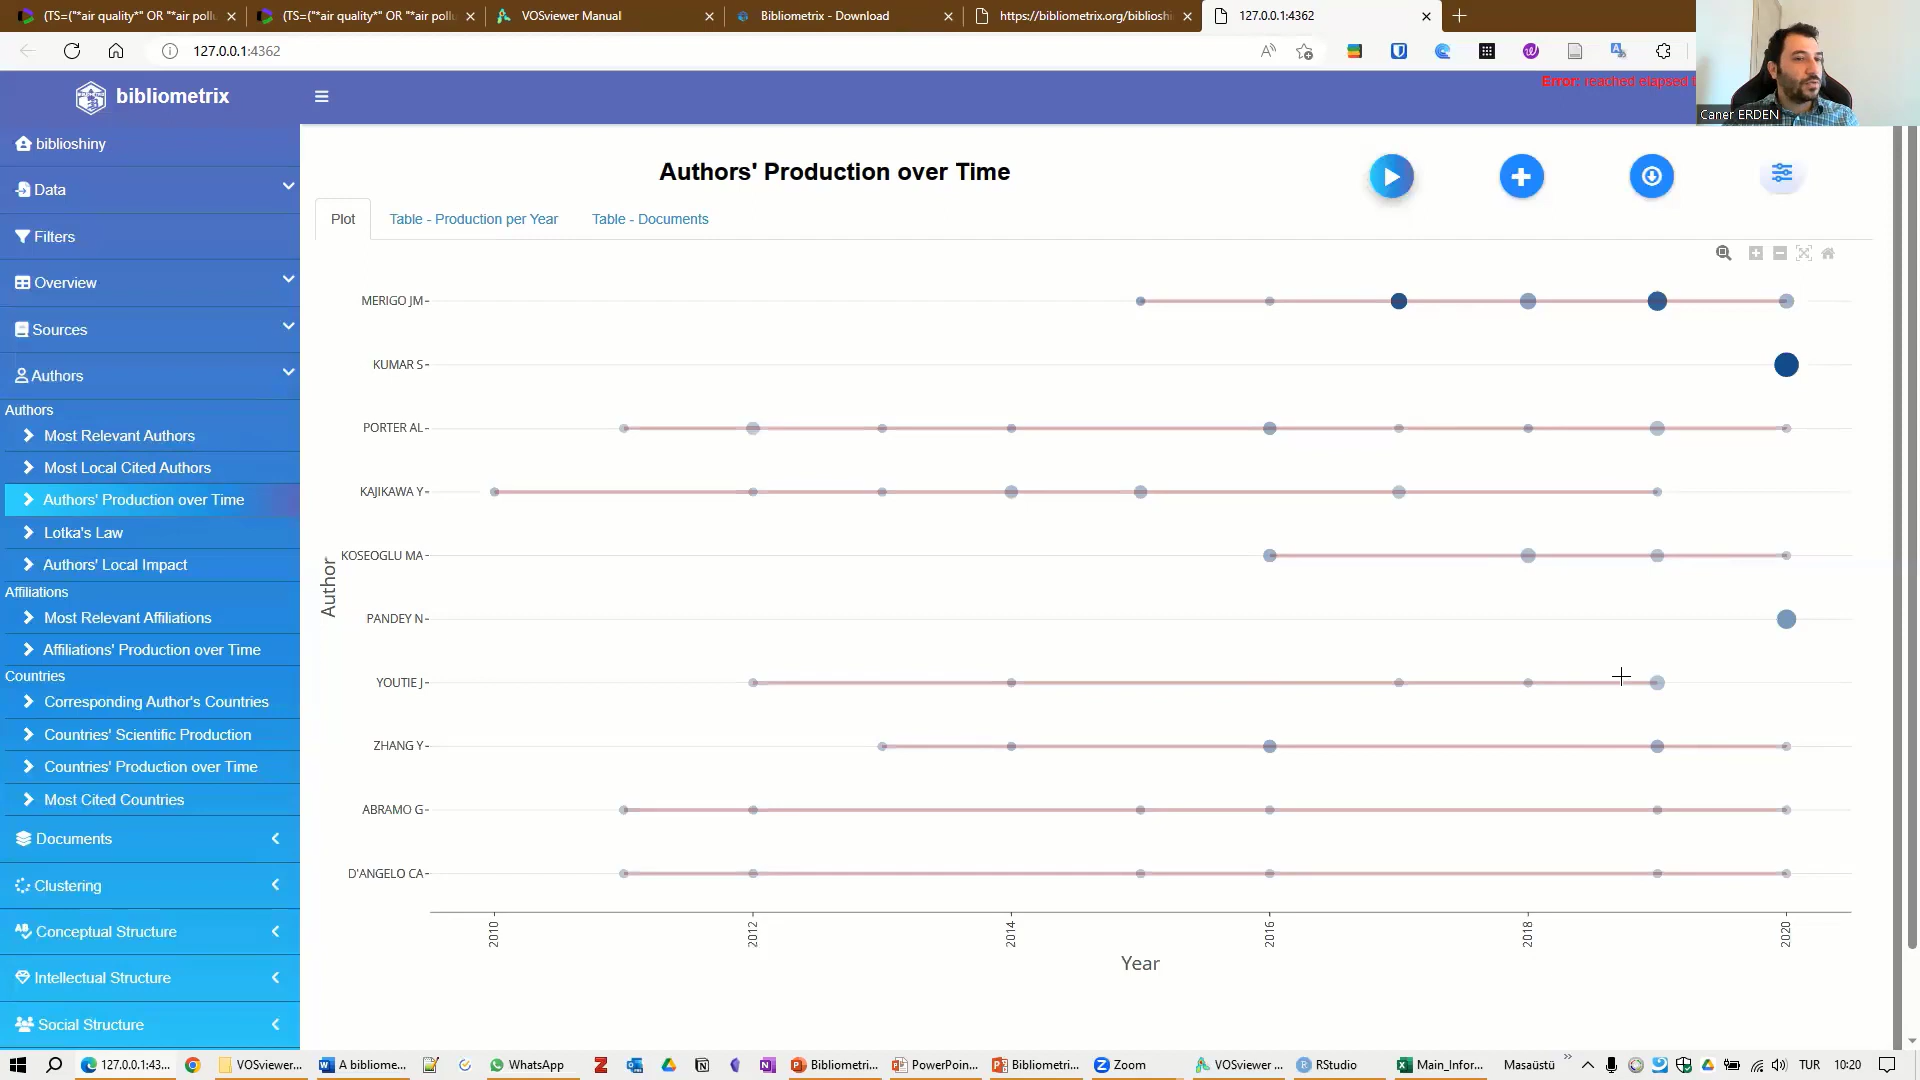 (TS=("*air quality*" OR "*air pollu
(TS=("*air quality*" OR "*air pollu
VOSviewer Manual
Bibliometrix - Download
https://bibliometrix.org/bibliosh
127.0.0.1:4362
127.0.0.1:4362
bibliometrix
Error: reached elapsed
Caner ERDEN
biblioshiny
Data
Filters
Overview
Sources
Authors
Authors
Most Relevant Authors
Most Local Cited Authors
Authors' Production over Time
Lotka's Law
Authors' Local Impact
Affiliations
Most Relevant Affiliations
Affiliations' Production over Time
Countries
Corresponding Author's Countries
Countries' Scientific Production
Countries' Production over Time
Most Cited Countries
Documents
Clustering
Conceptual Structure
Intellectual Structure
Social Structure
Authors' Production over Time
Plot
Table - Production per Year
Table - Documents
MERIGO JM
KUMAR S
PORTER AL
KAJIKAWA Y
KOSEOGLU MA
PANDEY N
YOUTIE J
ZHANG Y
ABRAMO G
D'ANGELO CA
Author
2010
2012
2014
2016
2018
2020
Year
127.0.0.1:43...
VOSviewer...
A bibliome...
WhatsApp
Bibliometri...
PowerPoin...
Bibliometri...
Zoom
VOSviewer ...
RStudio
Main_Infor...
Masaüstü
TUR
10:20